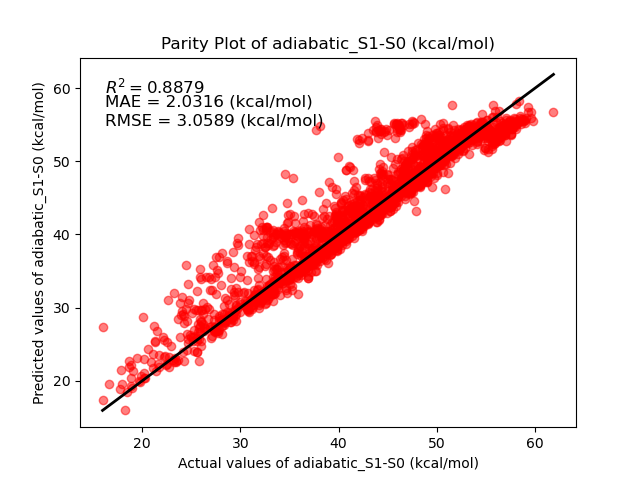 Parity Plot of adiabatic_S1-S0 (kcal/mol)
R² = 0.8879
MAE = 2.0316 (kcal/mol)
RMSE = 3.0589 (kcal/mol)
Predicted values of adiabatic_S1-S0 (kcal/mol)
60
50
40
30
20
20 30 40 50 60
Actual values of adiabatic_S1-S0 (kcal/mol)